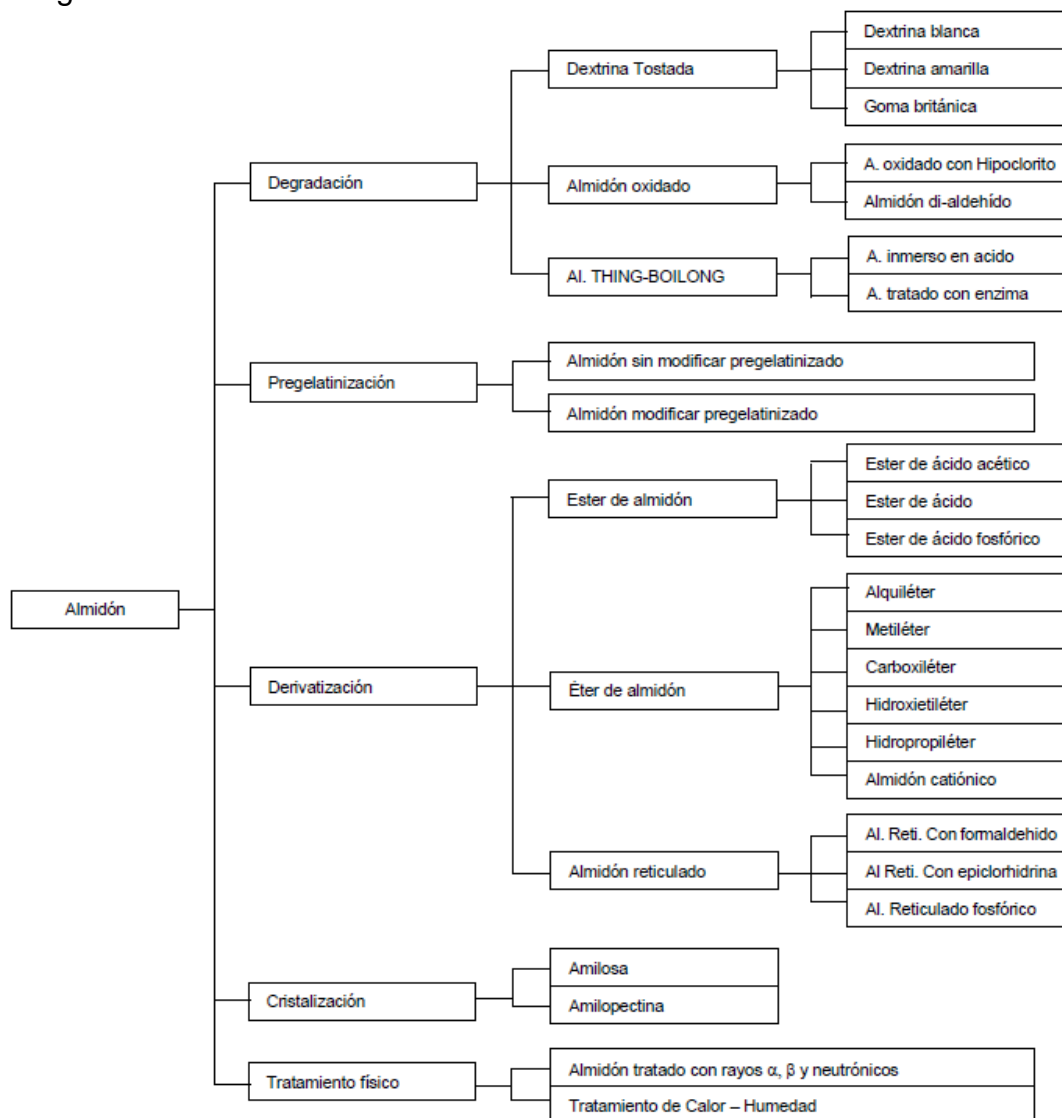 Almidón
Degradación
Dextrina Tostada
Dextrina blanca
Dextrina amarilla
Goma británica
Almidón oxidado
A. oxidado con Hipoclorito
Almidón di-aldehído
Al. THING-BOILONG
A. inmerso en acido
A. tratado con enzima
Pregelatinización
Almidón sin modificar pregelatinizado
Almidón modificar pregelatinizado
Derivatización
Ester de almidón
Ester de ácido acético
Ester de ácido
Ester de ácido fosfórico
Éter de almidón
Alquiléter
Metiléter
Carboxiléter
Hidroxietiléter
Hidropropiléter
Almidón catiónico
Almidón reticulado
Al. Reti. Con formaldehido
Al Reti. Con epiclorhidrina
Al. Reticulado fosfórico
Cristalización
Amilosa
Amilopectina
Tratamiento físico
Almidón tratado con rayos α, β y neutrónicos
Tratamiento de Calor – Humedad